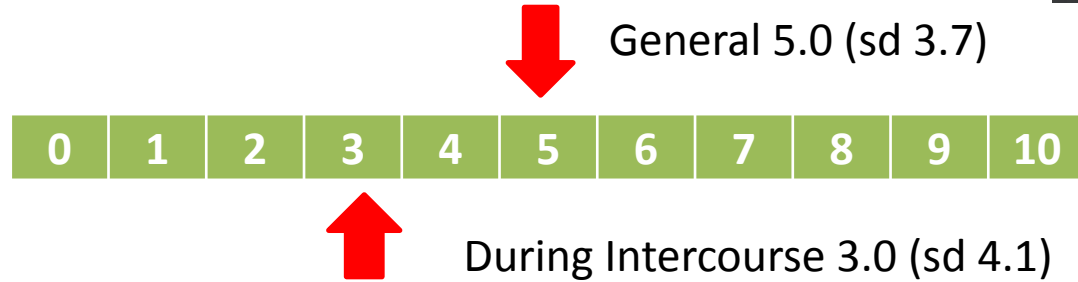 General 5.0 (sd 3.7)
0 1 2 3 4 5 6 7 8 9 10
During Intercourse 3.0 (sd 4.1)